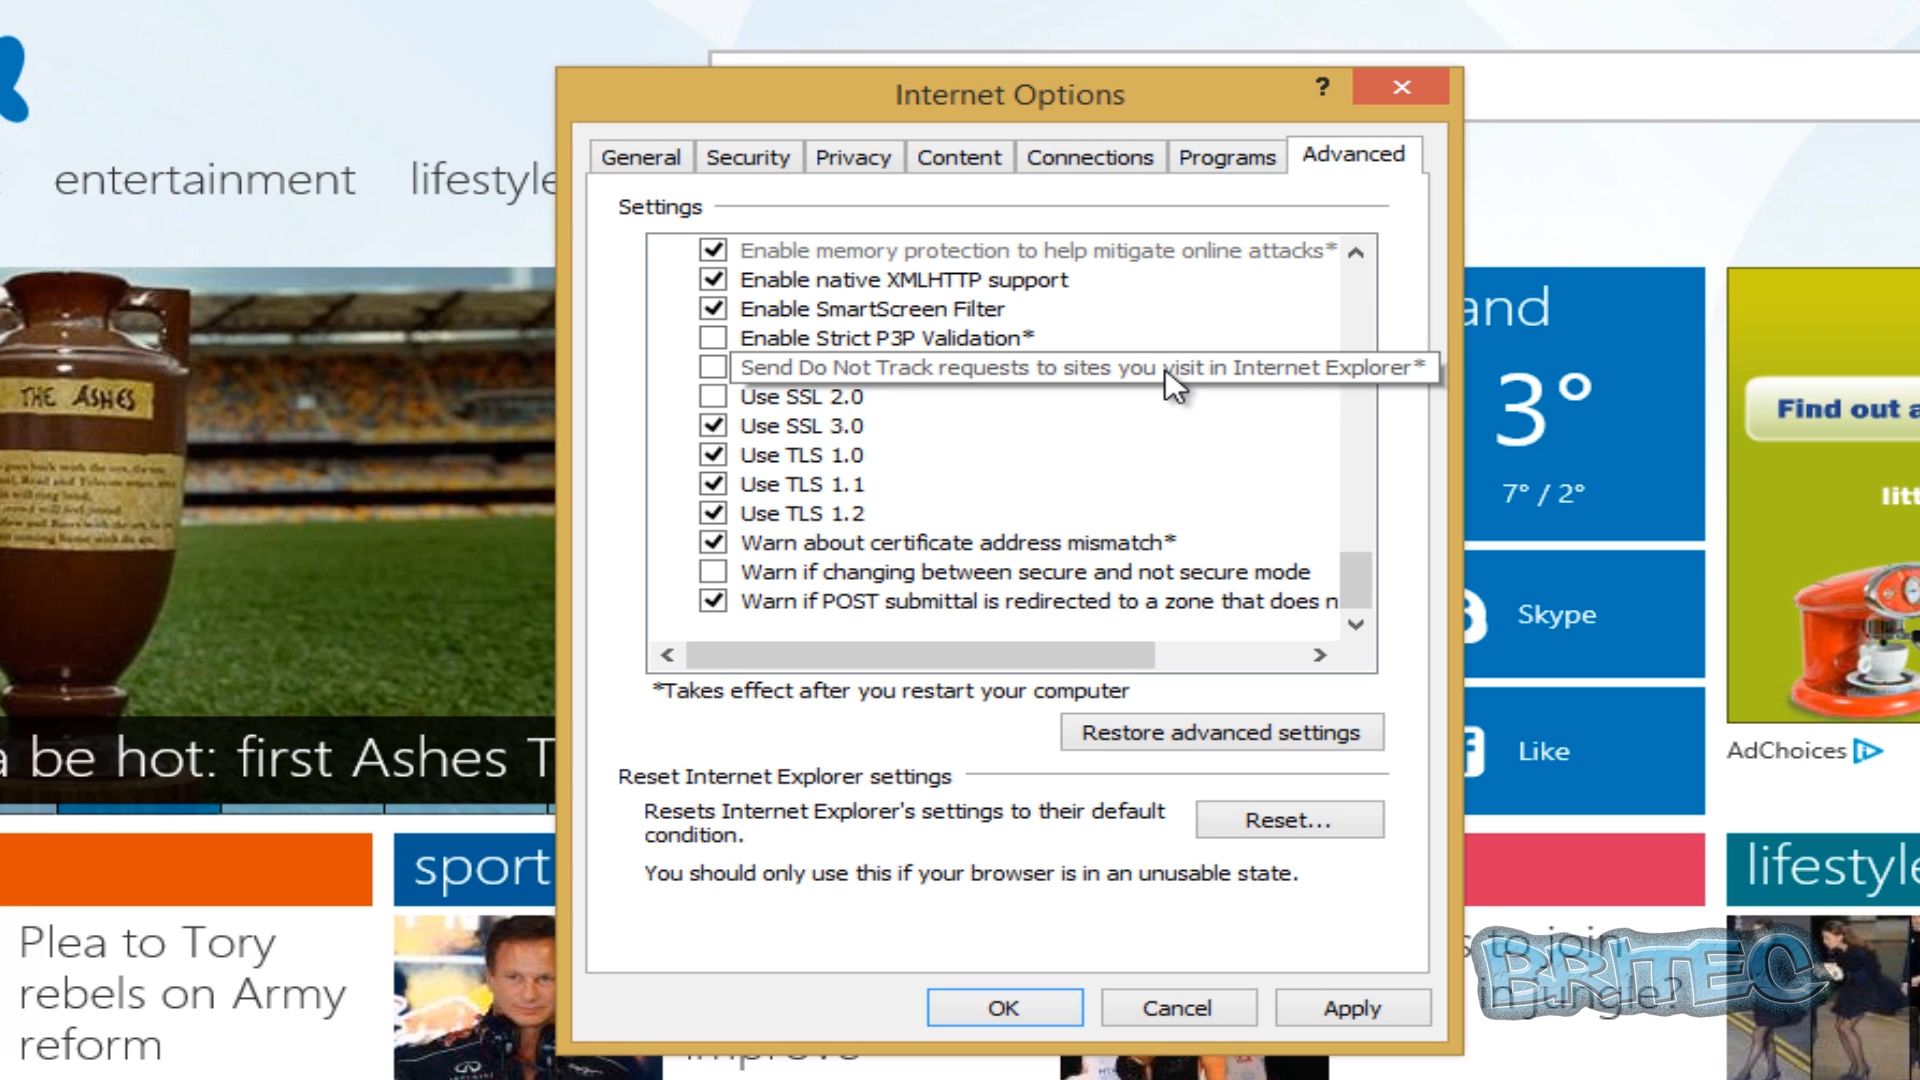 Internet Options
?
General Security Privacy Content Connections Programs Advanced
entertainment
lifestyle
Settings
Enable memory protection to help mitigate online attacks*
Enable native XMLHTTP support
Enable SmartScreen Filter
Enable Strict P3P Validation*
Send Do Not Track requests to sites you visit in Internet Explorer*
Use SSL 2.0
Use SSL 3.0
Use TLS 1.0
Use TLS 1.1
Use TLS 1.2
Warn about certificate address mismatch*
Warn if changing between secure and not secure mode
Warn if POST submittal is redirected to a zone that does n
*Takes effect after you restart your computer
Restore advanced settings
Reset Internet Explorer settings
Resets Internet Explorer's settings to their default
condition.
Reset...
You should only use this if your browser is in an unusable state.
OK Cancel Apply
THE ASHES
a be hot: first Ashes T
and
3°
7° / 2°
Skype
Like
Find out a
litt
AdChoices
sport
lifestyle
Plea to Tory
rebels on Army
reform
s to join
in jungle?
BRITEC